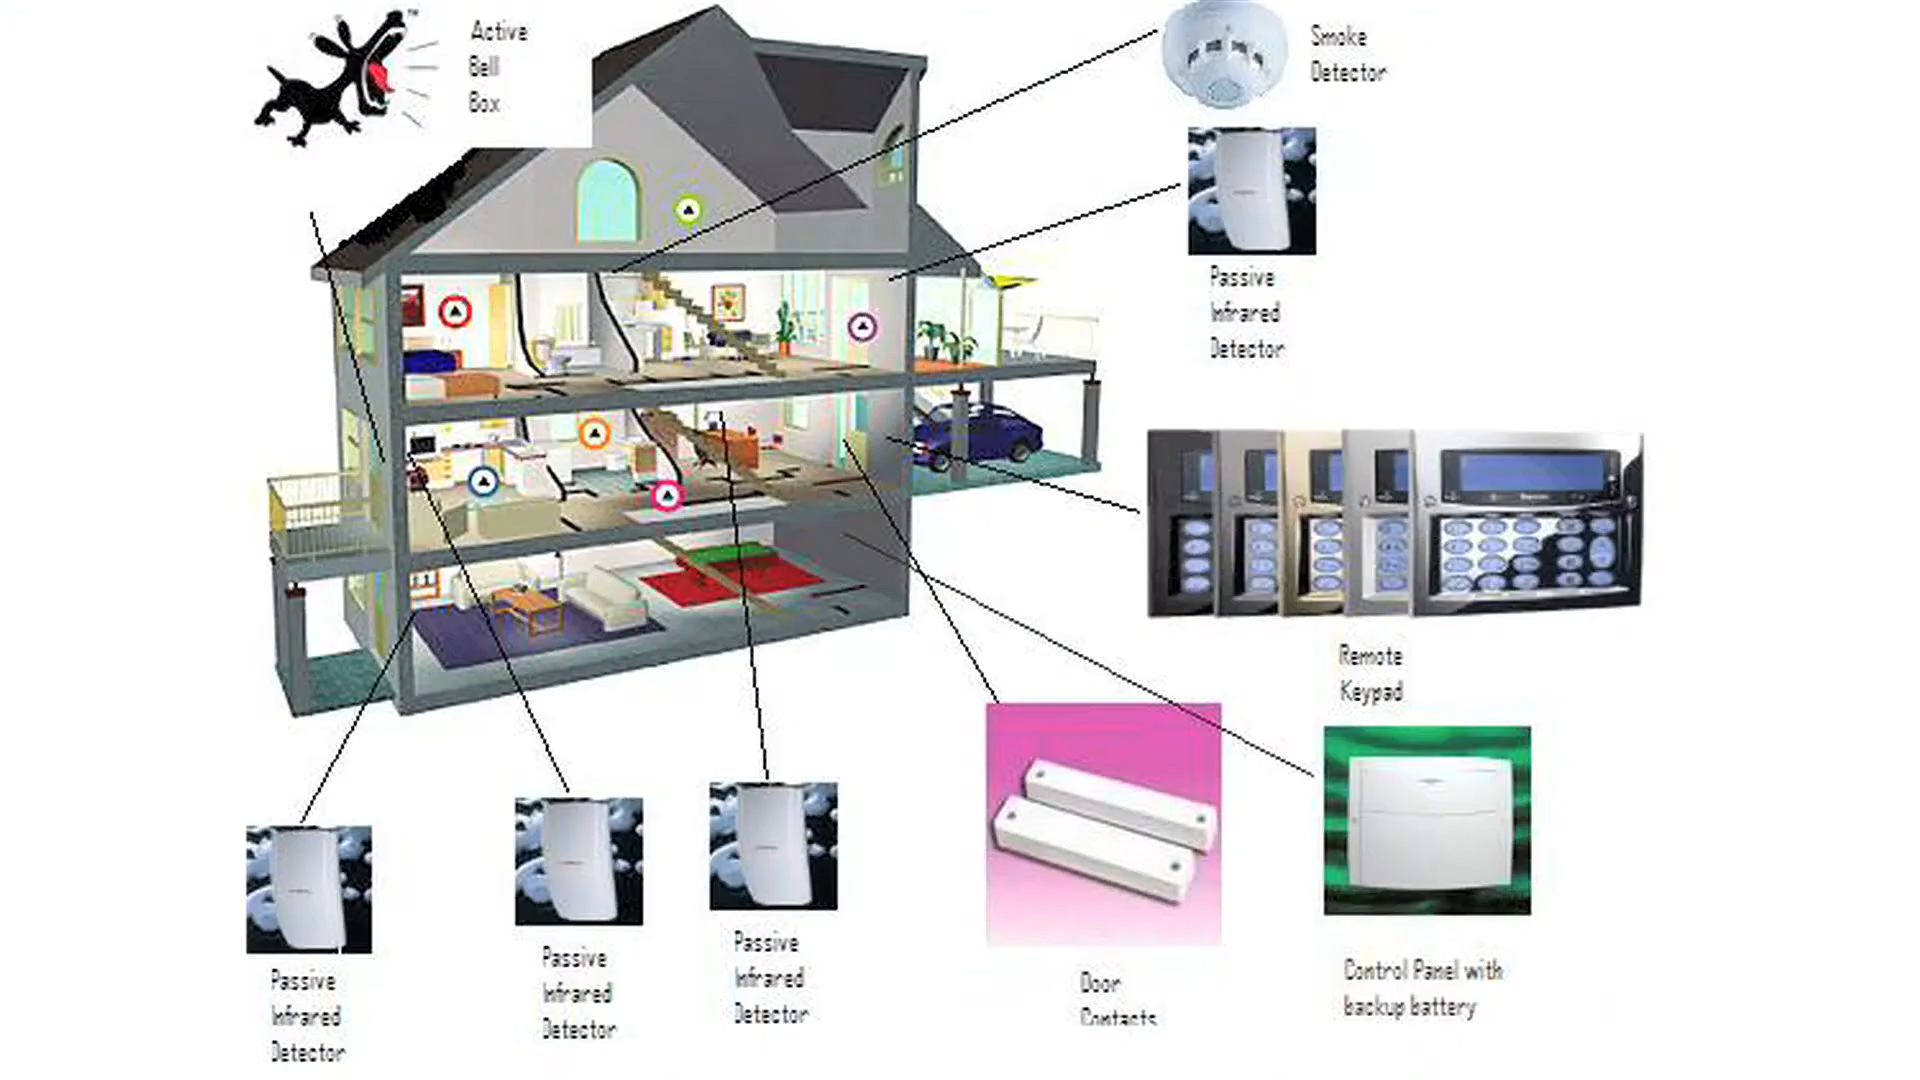 Active
Bell
Box
Smoke
Detector
Passive
Infrared
Detector
Remote
Keypad
Passive
Infrared
Detector
Passive
Infrared
Detector
Passive
Infrared
Detector
Door
Contacts
Control Panel with
backup battery